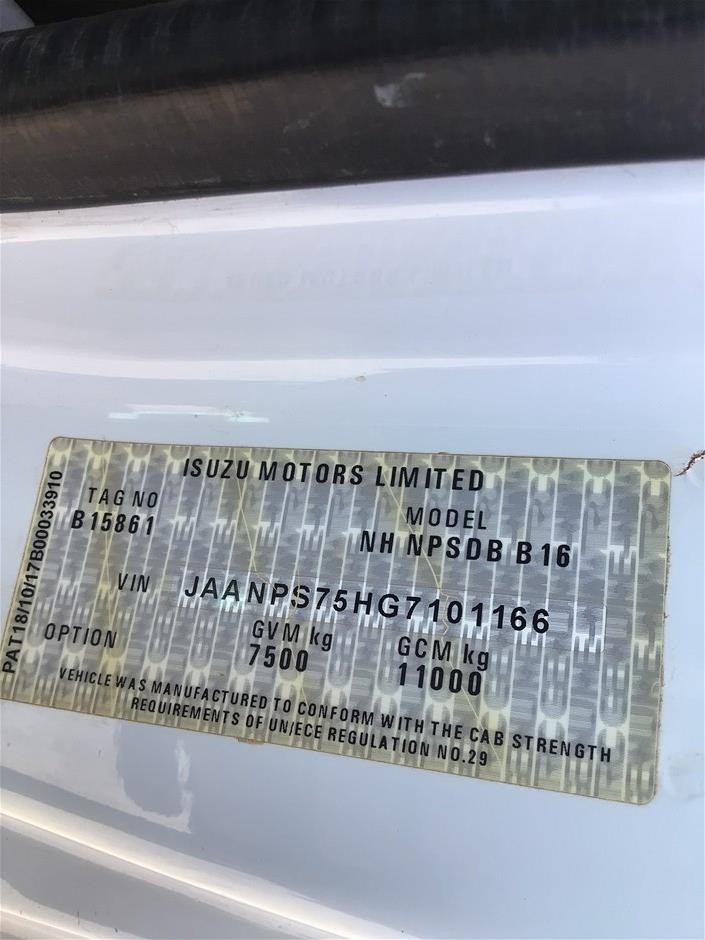 ISUZU MOTORS LIMITED
TAG NO
B15861
MODEL
NH NPSDB B16
VIN JAANPS75HG7101166
OPTION
GVM kg
7500
GCM kg
11000
VEHICLE WAS MANUFACTURED TO CONFORM WITH THE CAB STRENGTH
REQUIREMENTS OF UN/ECE REGULATION NO.29
PAT18/10/17B00033910